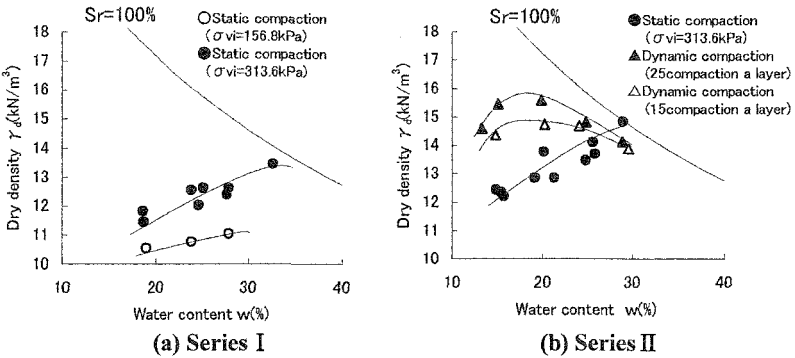 Sr=100%
Static compaction
(σvi=156.8kPa)
Static compaction
(σvi=313.6kPa)
Dry density γd(kN/m³)
18
17
16
15
14
13
12
11
10
10
20
30
40
Water content w(%)
(a) Series Ⅰ
Sr=100%
Static compaction
(σvi=313.6kPa)
Dynamic compaction
(25compaction a layer)
Dynamic compaction
(15compaction a layer)
Dry density γd(kN/m³)
18
17
16
15
14
13
12
11
10
10
20
30
40
Water content w(%)
(b) Series Ⅱ